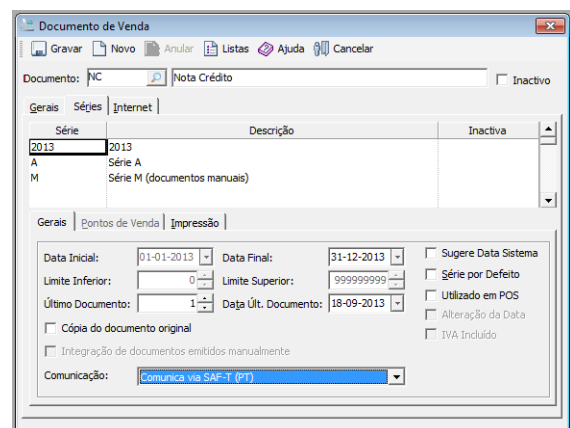 Documento de Venda
Gravar Novo Anular Listas Ajuda Cancelar
Documento: NC Nota Crédito Inactivo
Gerais Séries Internet
Série Descrição Inactiva
2013 2013
A Série A
M Série M (documentos manuais)
Gerais Pontos de Venda Impressão
Data Inicial: 01-01-2013 Data Final: 31-12-2013 Sugere Data Sistema
Limite Inferior: 0 Limite Superior: 999999999 Série por Defeito
Último Documento: 1 Data Últ. Documento: 18-09-2013 Utilizado em POS
Alteração da Data
Cópia do documento original IVA Incluído
Integração de documentos emitidos manualmente
Comunicação: Comunica via SAF-T (PT)